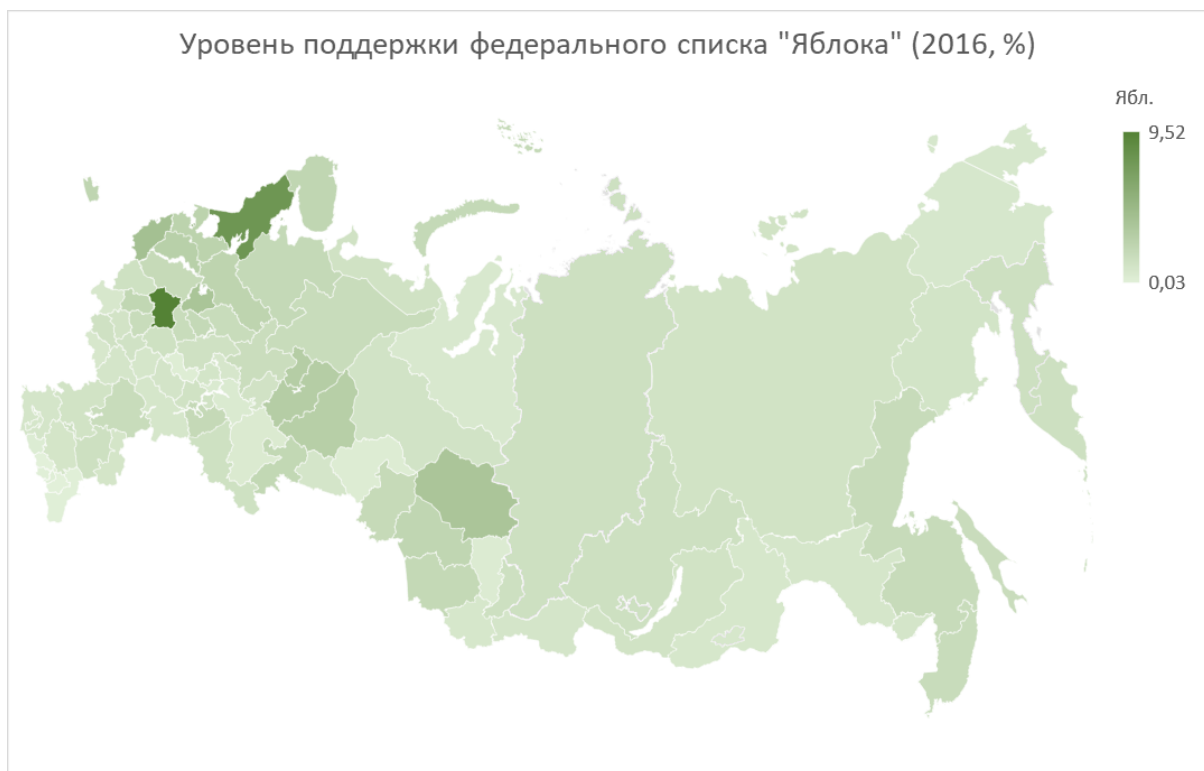 Уровень поддержки федерального списка "Яблока" (2016, %)
Ябл.
9,52
0,03